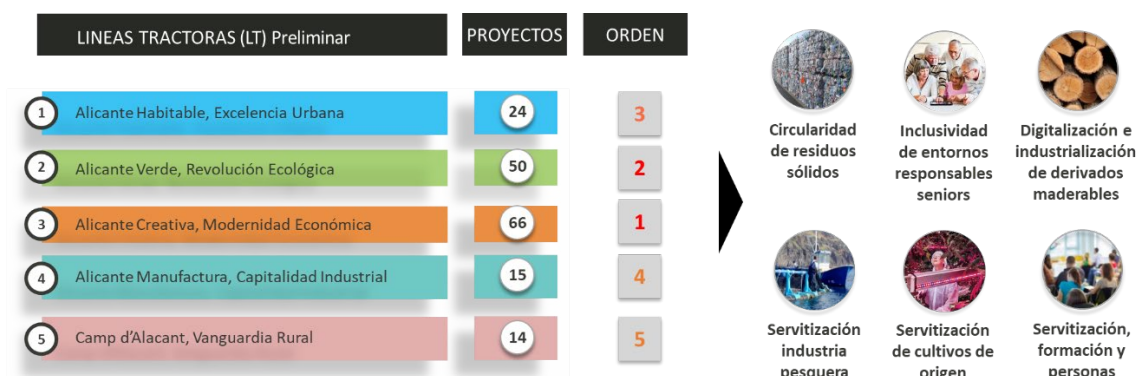 LINEAS TRACTORAS (LT) Preliminar PROYECTOS ORDEN
1 Alicante Habitable, Excelencia Urbana 24 3
2 Alicante Verde, Revolución Ecológica 50 2
3 Alicante Creativa, Modernidad Económica 66 1
4 Alicante Manufactura, Capitalidad Industrial 15 4
5 Camp d'Alacant, Vanguardia Rural 14 5
Circularidad
de residuos
sólidos
Inclusividad
de entornos
responsables
seniors
Digitalización e
industrialización
de derivados
maderables
Servitización
industria
pesquera
Servitización
de cultivos de
origen
Servitización,
formación y
personas